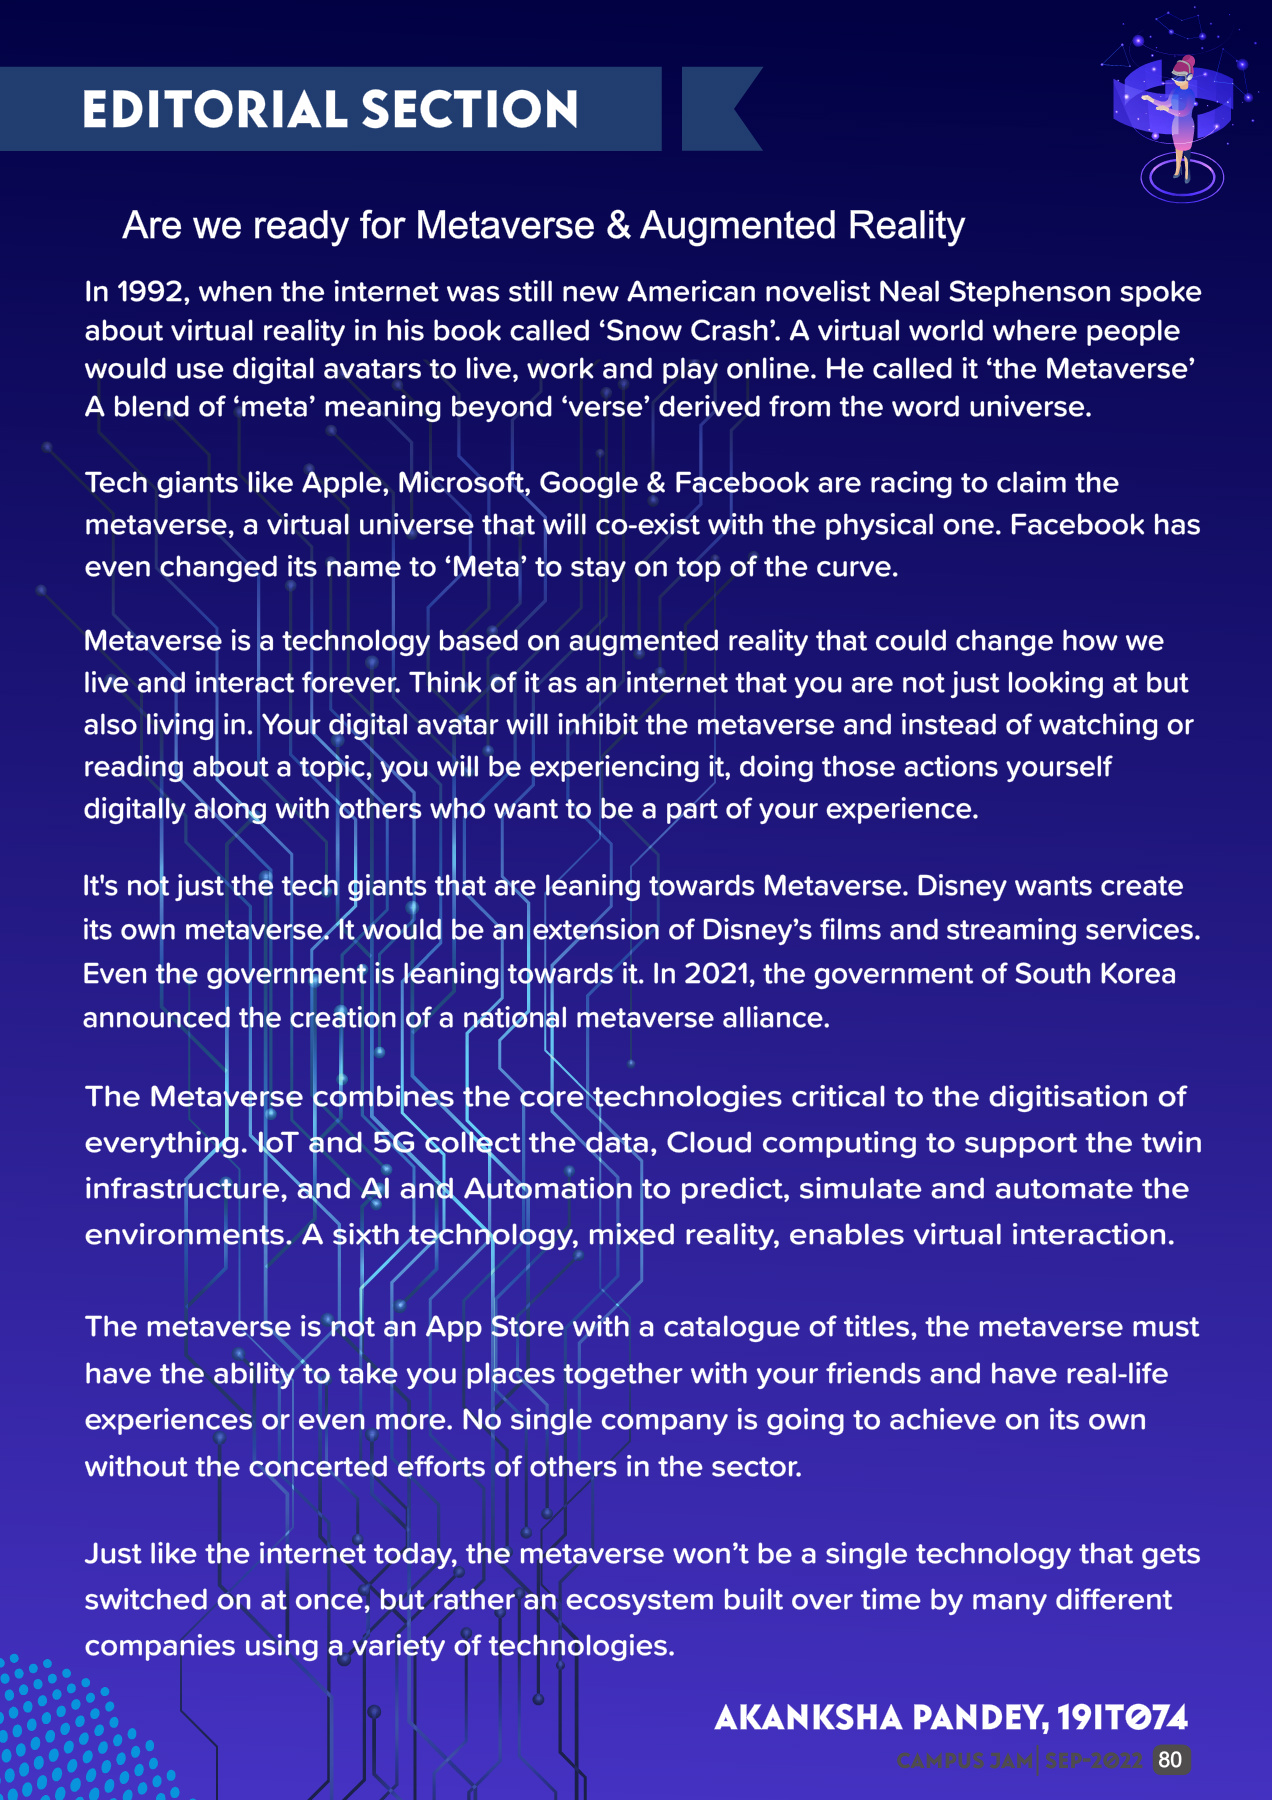 EDITORIAL SECTION
Are we ready for Metaverse & Augmented Reality
In 1992, when the internet was still new American novelist Neal Stephenson spoke
about virtual reality in his book called ‘Snow Crash’. A virtual world where people
would use digital avatars to live, work and play online. He called it ‘the Metaverse’
A blend of ‘meta’ meaning beyond ‘verse’ derived from the word universe.
Tech giants like Apple, Microsoft, Google & Facebook are racing to claim the
metaverse, a virtual universe that will co-exist with the physical one. Facebook has
even changed its name to ‘Meta’ to stay on top of the curve.
Metaverse is a technology based on augmented reality that could change how we
live and interact forever. Think of it as an internet that you are not just looking at but
also living in. Your digital avatar will inhibit the metaverse and instead of watching or
reading about a topic, you will be experiencing it, doing those actions yourself
digitally along with others who want to be a part of your experience.
It's not just the tech giants that are leaning towards Metaverse. Disney wants create
its own metaverse. It would be an extension of Disney’s films and streaming services.
Even the government is leaning towards it. In 2021, the government of South Korea
announced the creation of a national metaverse alliance.
The Metaverse combines the core technologies critical to the digitisation of
everything. IoT and 5G collect the data, Cloud computing to support the twin
infrastructure, and AI and Automation to predict, simulate and automate the
environments. A sixth technology, mixed reality, enables virtual interaction.
The metaverse is not an App Store with a catalogue of titles, the metaverse must
have the ability to take you places together with your friends and have real-life
experiences or even more. No single company is going to achieve on its own
without the concerted efforts of others in the sector.
Just like the internet today, the metaverse won’t be a single technology that gets
switched on at once, but rather an ecosystem built over time by many different
companies using a variety of technologies.
AKANKSHA PANDEY, 19IT074
CAMPUS JAM| SEP-2022 80